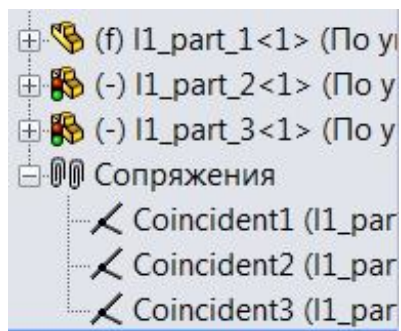 (f) l1_part_1<1> (По у
(-) l1_part_2<1> (По у
(-) l1_part_3<1> (По у
Сопряжения
Coincident1 (l1_par
Coincident2 (l1_par
Coincident3 (l1_par